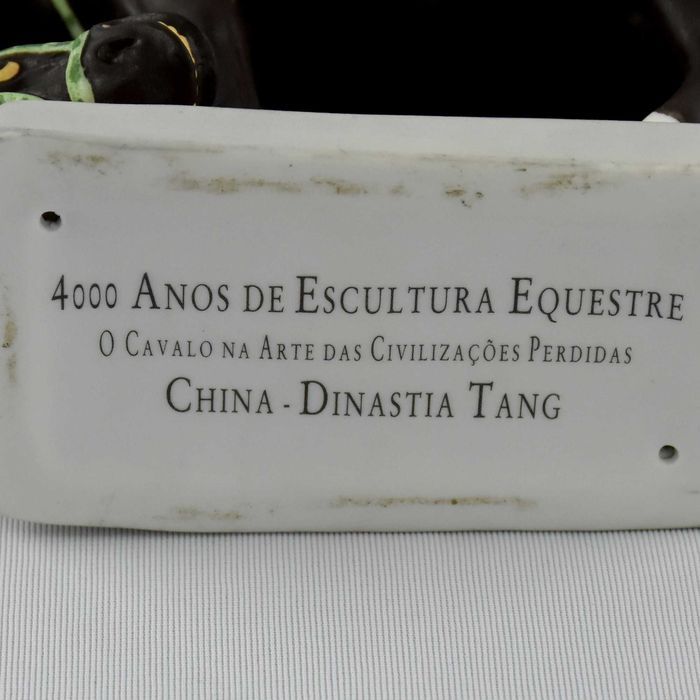 4000 Anos de Escultura Equestre
O Cavalo na Arte das Civilizações Perdidas
China - Dinastia Tang